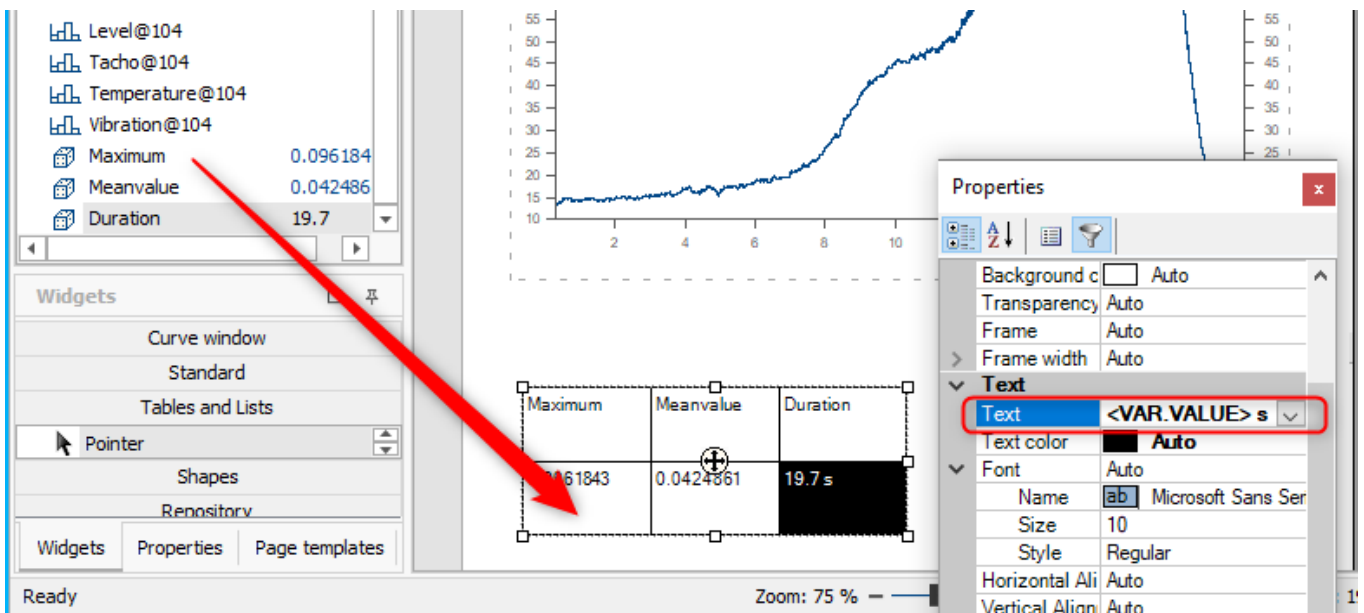 Level@104
Tacho@104
Temperature@104
Vibration@104
Maximum 0.096184
Meanvalue 0.042486
Duration 19.7
Widgets
Curve window
Standard
Tables and Lists
Pointer
Shapes
Repository
Widgets Properties Page templates
Ready
55
50
45
40
35
30
25
20
15
10
2 4 6 8 10
55
50
45
40
35
30
25
Maximum Meanvalue Duration
61843 0.0424861 19.7 s
Zoom: 75 %
Properties
x
A
Z
Background c Auto
Transparency Auto
Frame Auto
Frame width Auto
Text
Text <VAR.VALUE> s
Text color Auto
Font Auto
Name ab Microsoft Sans Ser
Size 10
Style Regular
Horizontal Ali Auto
Vertical Align Auto